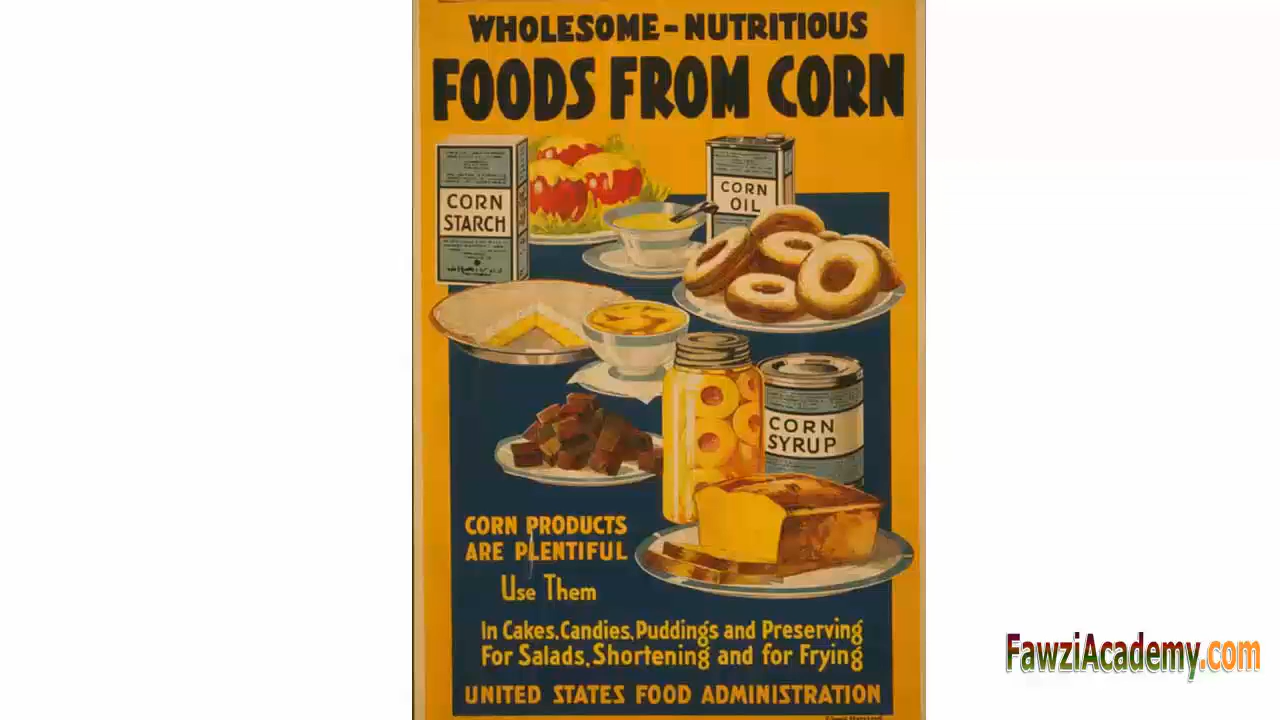 WHOLESOME - NUTRITIOUS
FOODS FROM CORN
CORN
STARCH
CORN
OIL
CORN
SYRUP
CORN PRODUCTS
ARE PLENTIFUL
Use Them
In Cakes, Candies, Puddings and Preserving
For Salads, Shortening and for Frying
UNITED STATES FOOD ADMINISTRATION
FawziAcademy.com